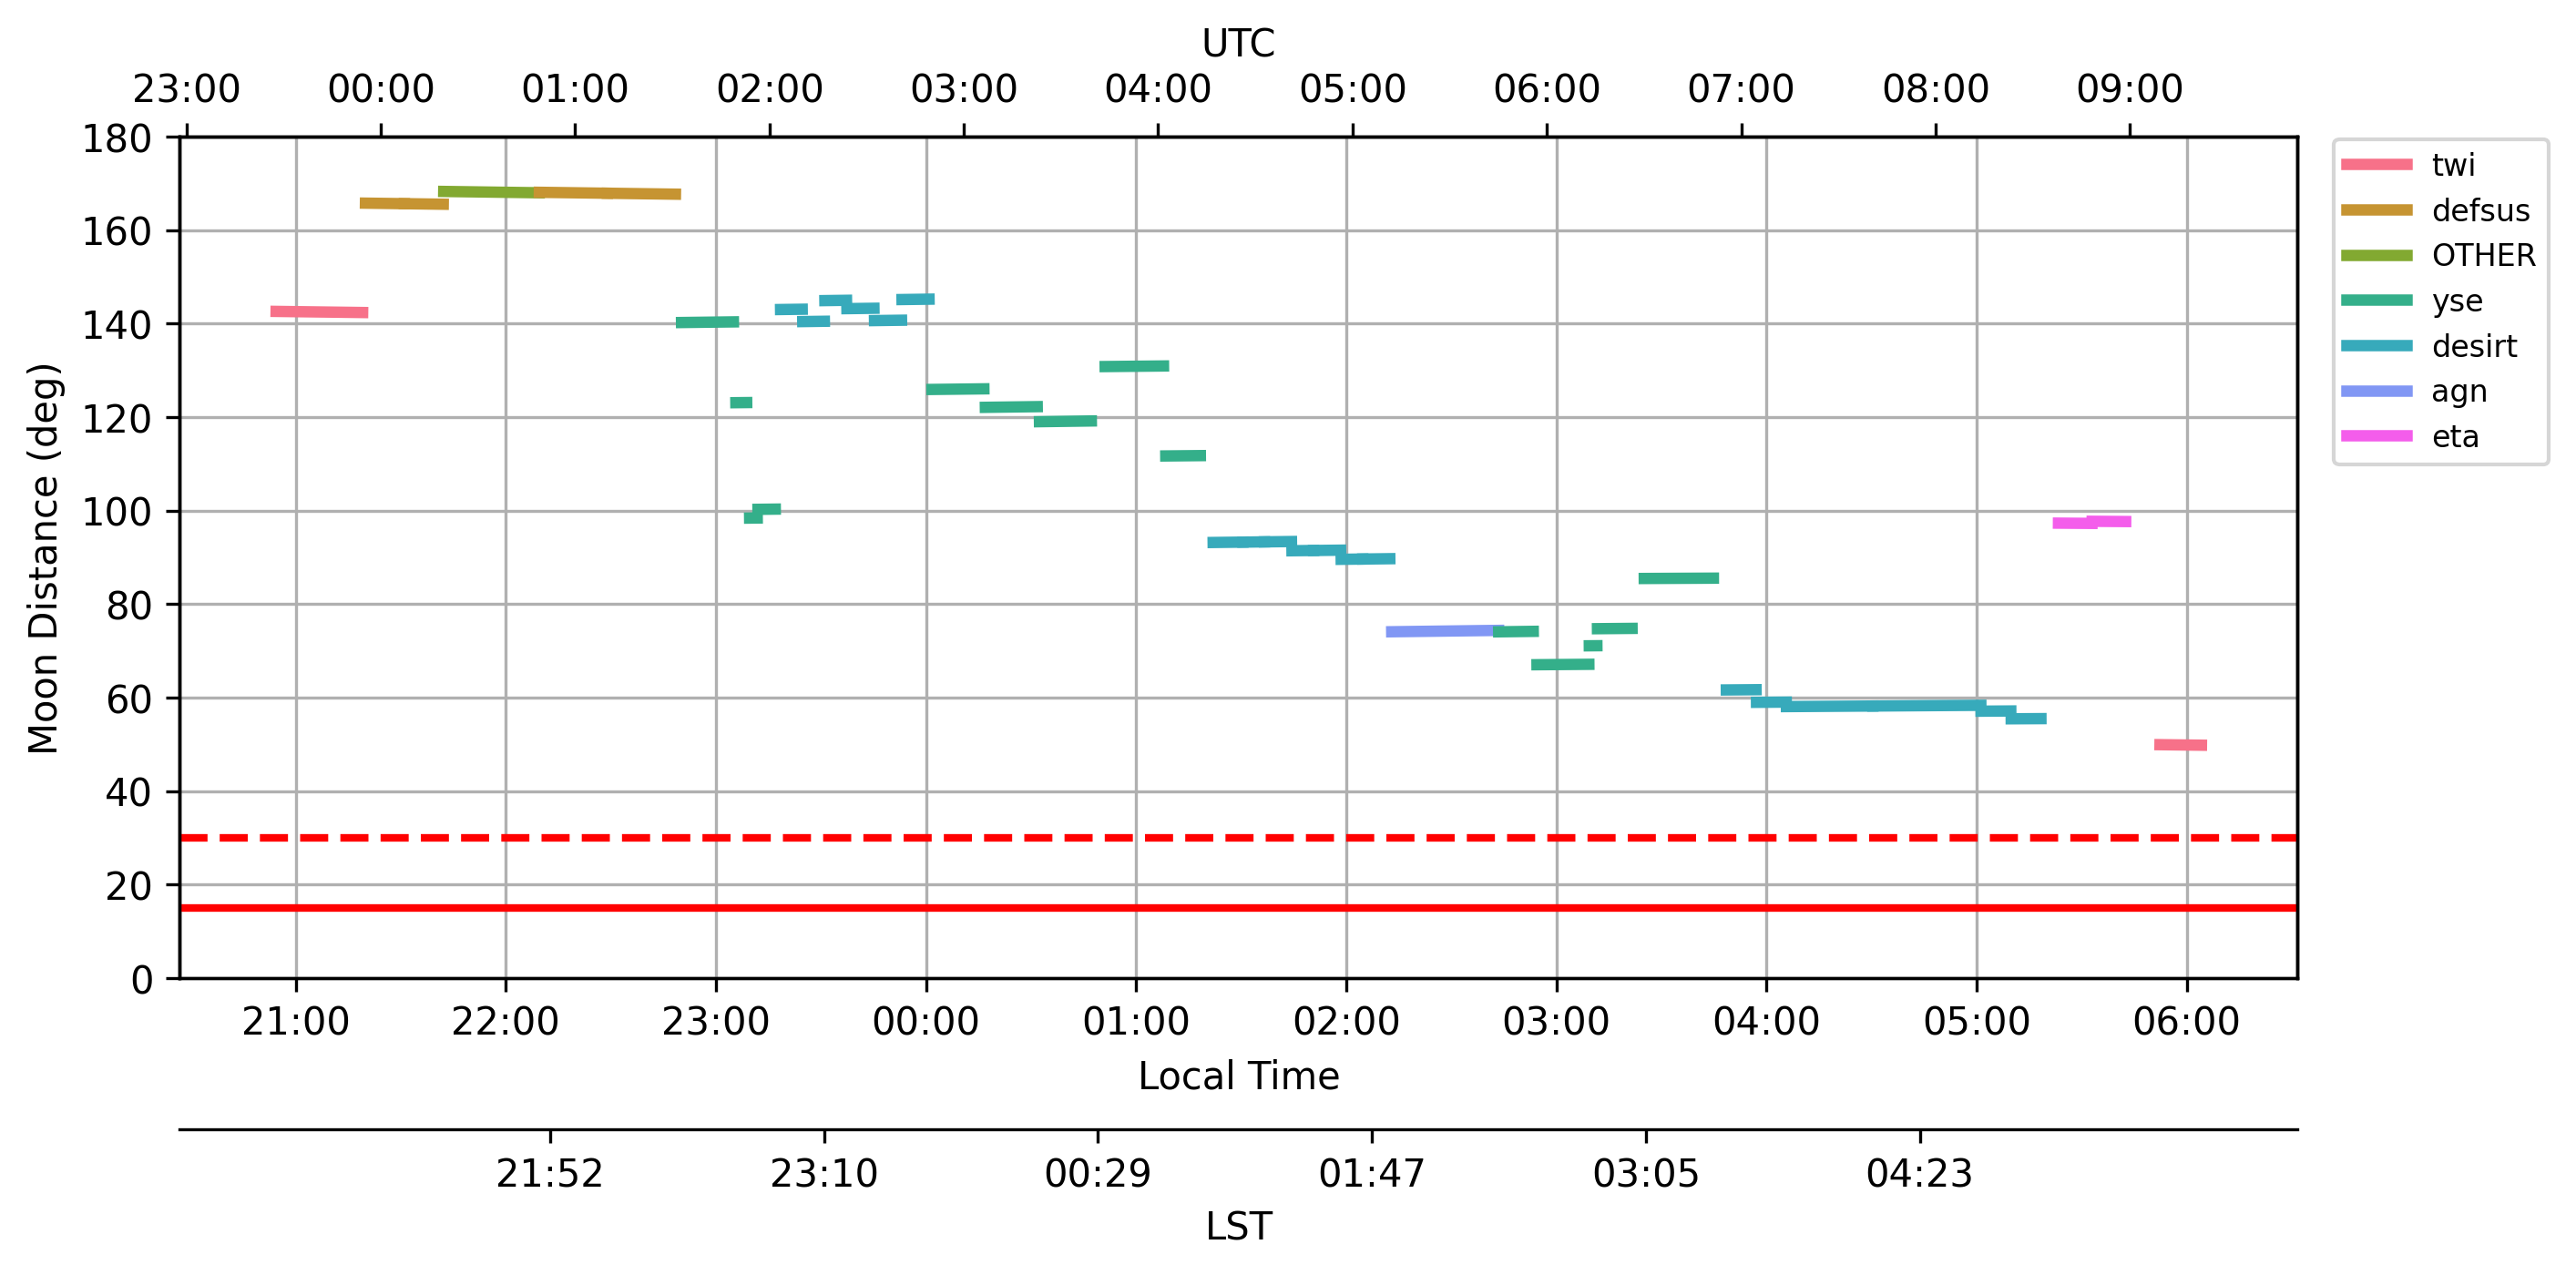 UTC
23:00 00:00 01:00 02:00 03:00 04:00 05:00 06:00 07:00 08:00 09:00
180
160
140
120
100
80
60
40
20
0
Moon Distance (deg)
twi
defsus
OTHER
yse
desirt
agn
eta
21:00 22:00 23:00 00:00 01:00 02:00 03:00 04:00 05:00 06:00
Local Time
21:52 23:10 00:29 01:47 03:05 04:23
LST